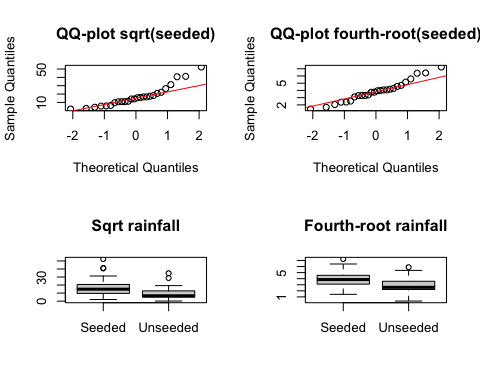 QQ-plot sqrt(seeded)
Sample Quantiles
10
50
-2 -1 0 1 2
Theoretical Quantiles
QQ-plot fourth-root(seeded)
Sample Quantiles
2
5
-2 -1 0 1 2
Theoretical Quantiles
Sqrt rainfall
0
30
Seeded Unseeded
Fourth-root rainfall
1
5
Seeded Unseeded